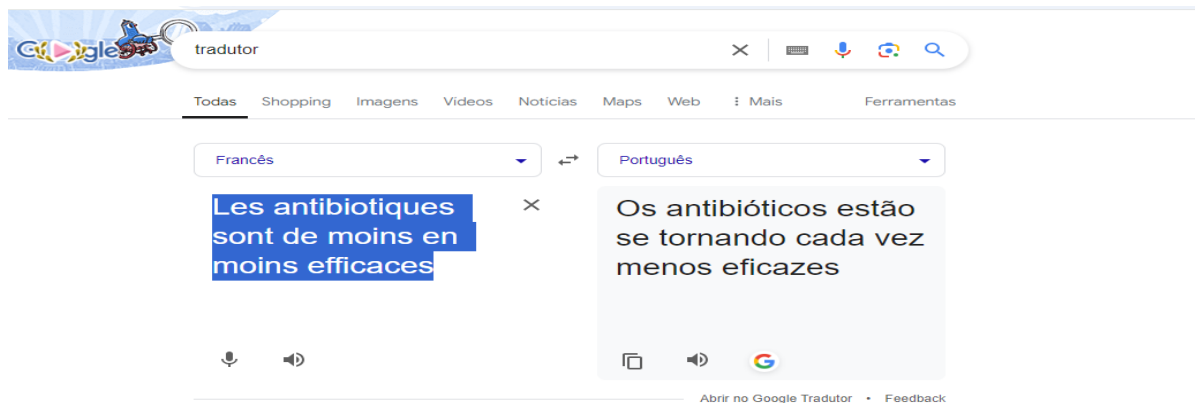 tradutor
Todas Shopping Imagens Vídeos Notícias Maps Web Mais Ferramentas
Francês Português
Les antibiotiques
sont de moins en
moins efficaces
Os antibióticos estão
se tornando cada vez
menos eficazes
Abrir no Google Tradutor • Feedback